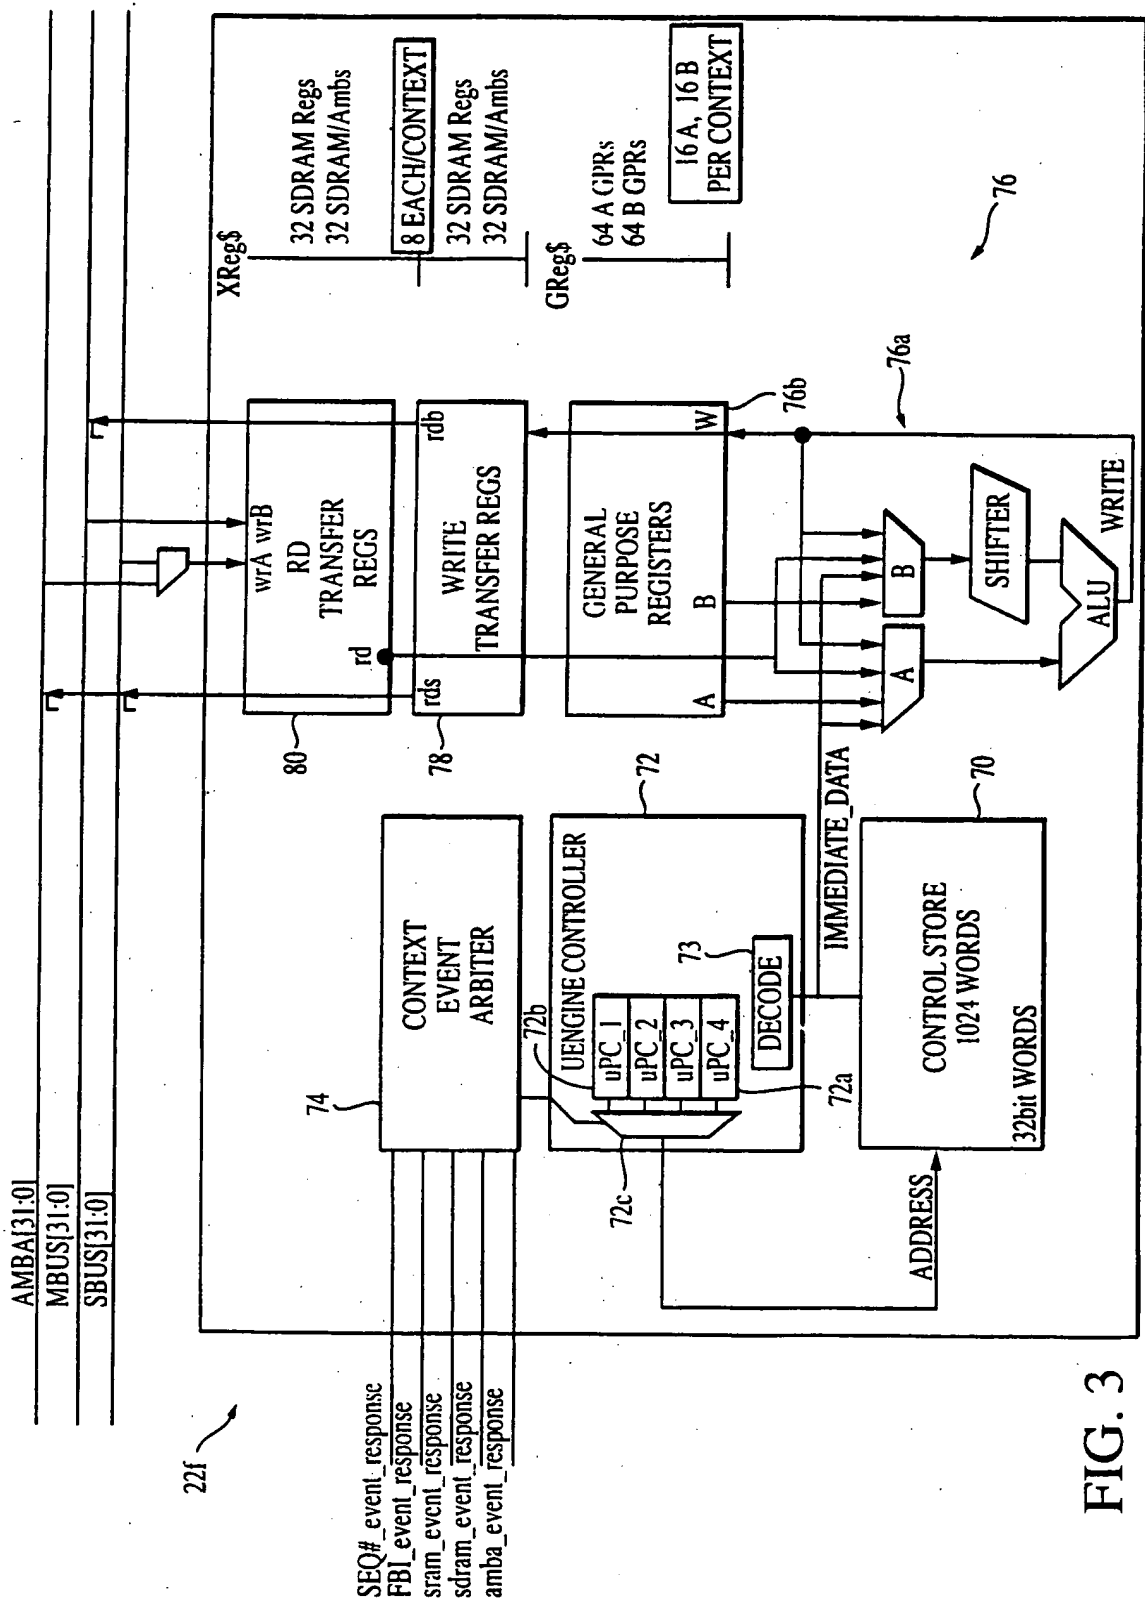 AMBA[31:0]
MBUS[31:0]
SBUS[31:0]
22f
SEQ#_event_response
FBI_event_response
sram_event_response
sdram_event_response
amba_event_response
74
CONTEXT
EVENT
ARBITER
72b
UENGINE CONTROLLER
72
uPC_1
uPC_2
uPC_3
uPC_4
72a
72c
73
DECODE
ADDRESS
IMMEDIATE_DATA
CONTROL STORE
1024 WORDS
32bit WORDS
70
80
wrA wrB
RD
TRANSFER
REGS
rd
78
rds
rdb
WRITE
TRANSFER REGS
GENERAL
PURPOSE
REGISTERS
A
B
W
76b
76a
A
B
SHIFTER
ALU
WRITE
XReg$
32 SDRAM Regs
32 SDRAM/Ambs
8 EACH/CONTEXT
32 SDRAM Regs
32 SDRAM/Ambs
GReg$
64 A GPRs
64 B GPRs
16 A, 16 B
PER CONTEXT
76
FIG. 3